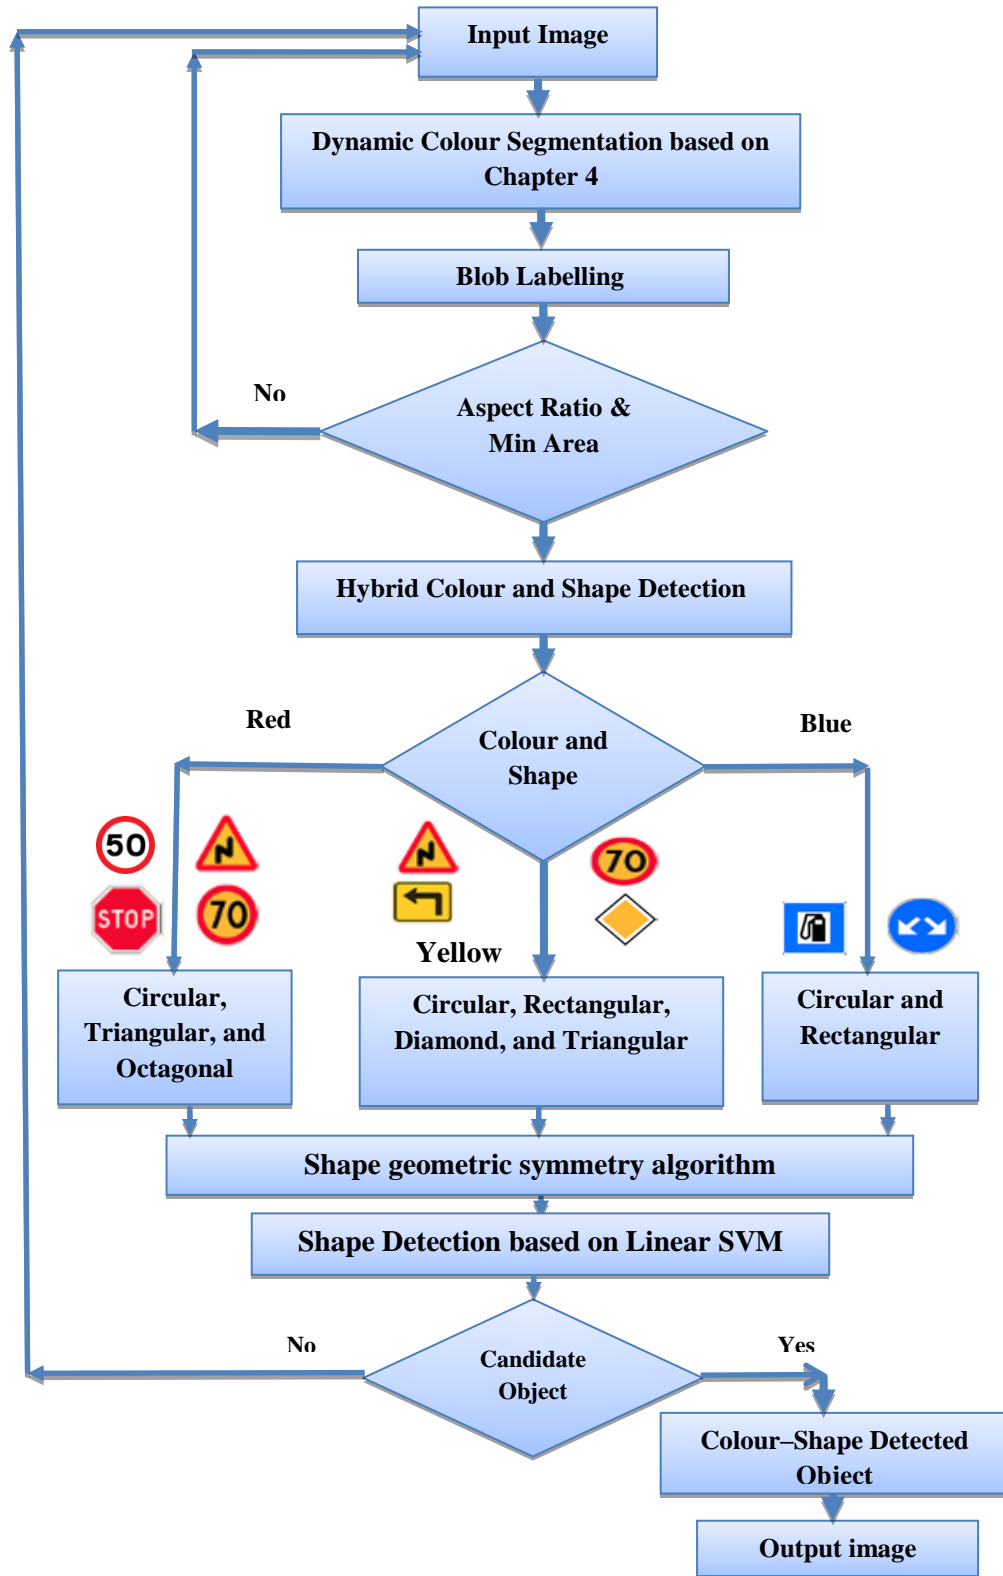 Input Image
Dynamic Colour Segmentation based on
Chapter 4
Blob Labelling
No
Aspect Ratio &
Min Area
Hybrid Colour and Shape Detection
Red
Blue
Colour and
Shape
50
70
STOP
70
Yellow
Circular,
Triangular, and
Octagonal
Circular, Rectangular,
Diamond, and Triangular
Circular and
Rectangular
Shape geometric symmetry algorithm
Shape Detection based on Linear SVM
No
Yes
Candidate
Object
Colour–Shape Detected
Object
Output image